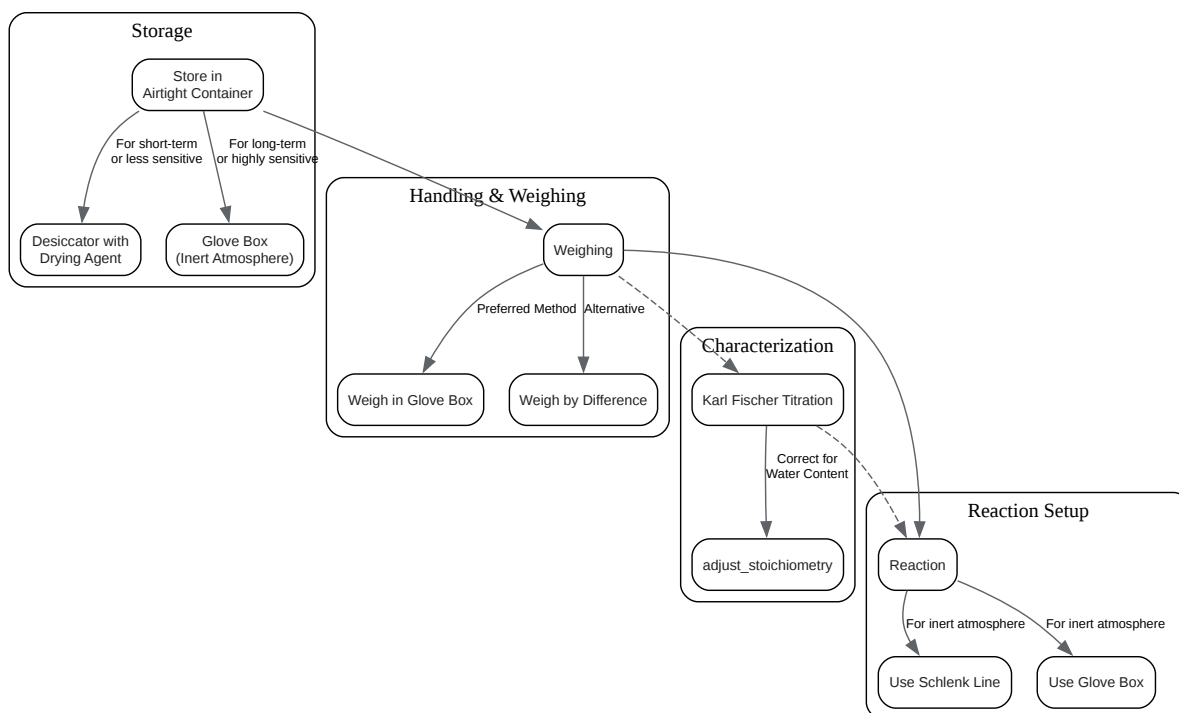 Storage
Store in
Airtight Container
For short-term
or less sensitive
For long-term
or highly sensitive
Desiccator with
Drying Agent
Glove Box
(Inert Atmosphere)
Handling & Weighing
Weighing
Preferred Method
Alternative
Weigh in Glove Box
Weigh by Difference
Characterization
Karl Fischer Titration
Correct for
Water Content
adjust_stoichiometry
Reaction Setup
Reaction
For inert atmosphere
For inert atmosphere
Use Schlenk Line
Use Glove Box